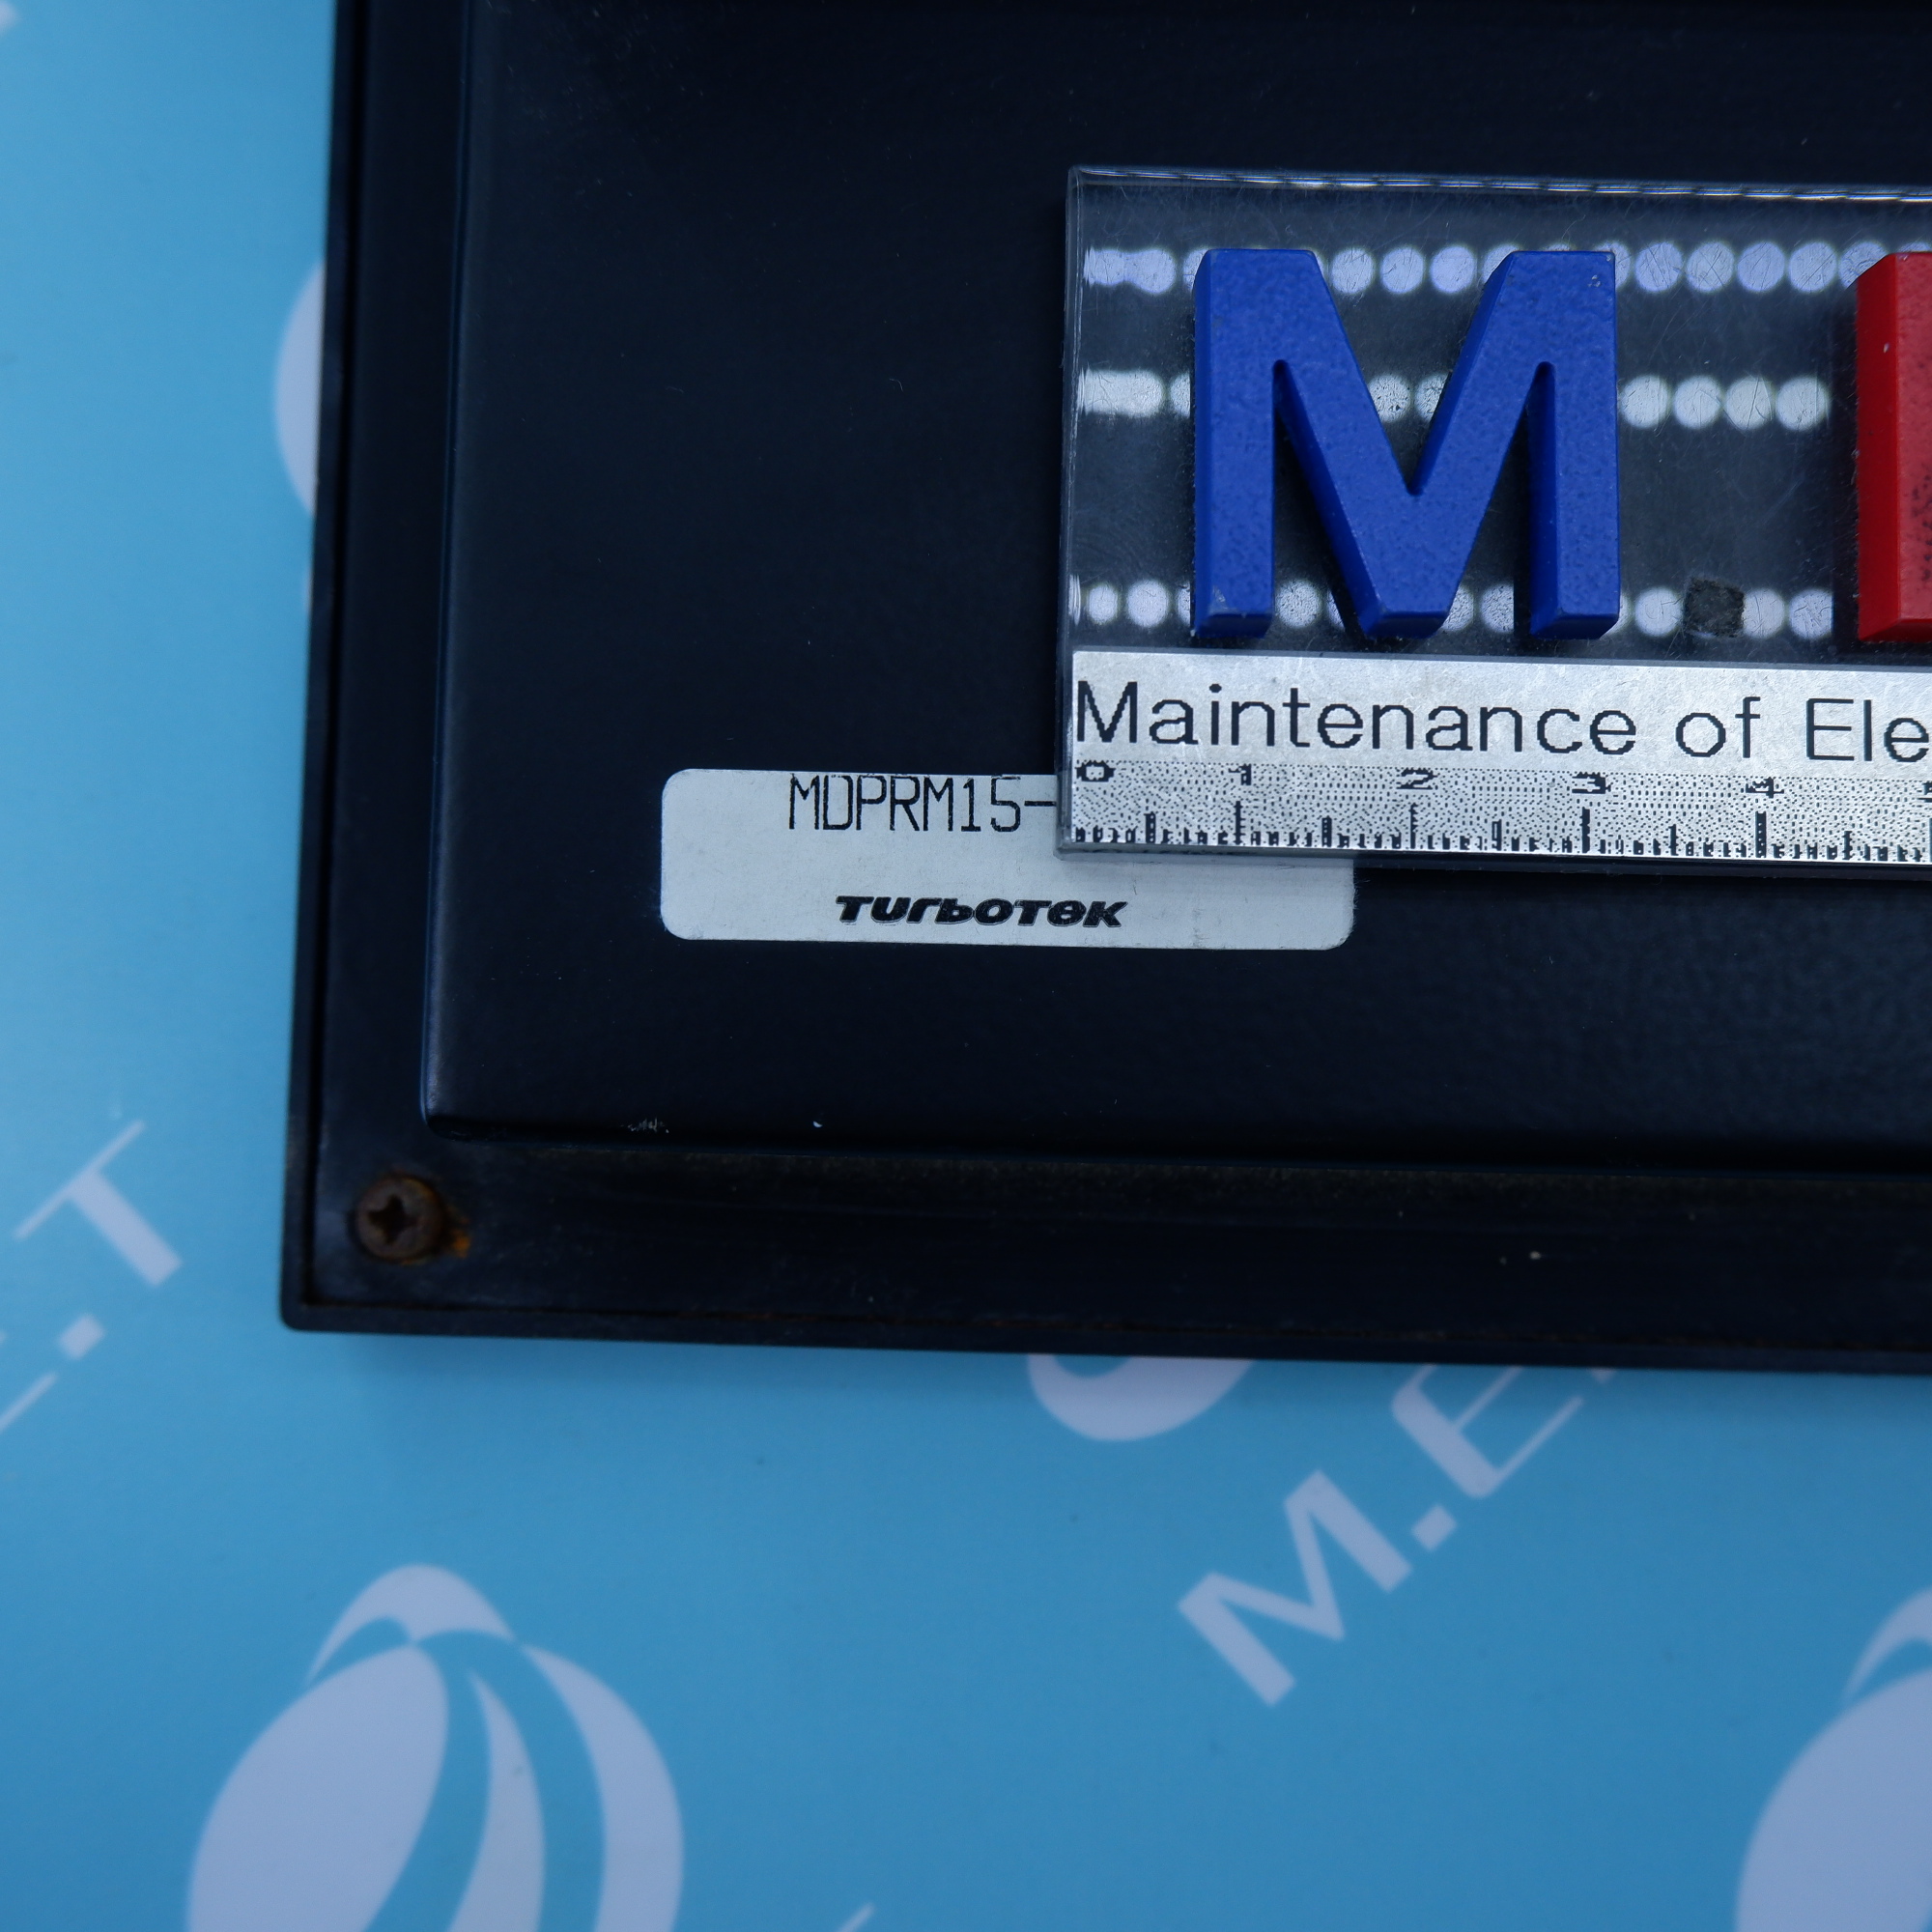 M
Maintenance of Ele
0 1 2 3 4
MDPRM15-
TURBOTEK
E.T
M.E